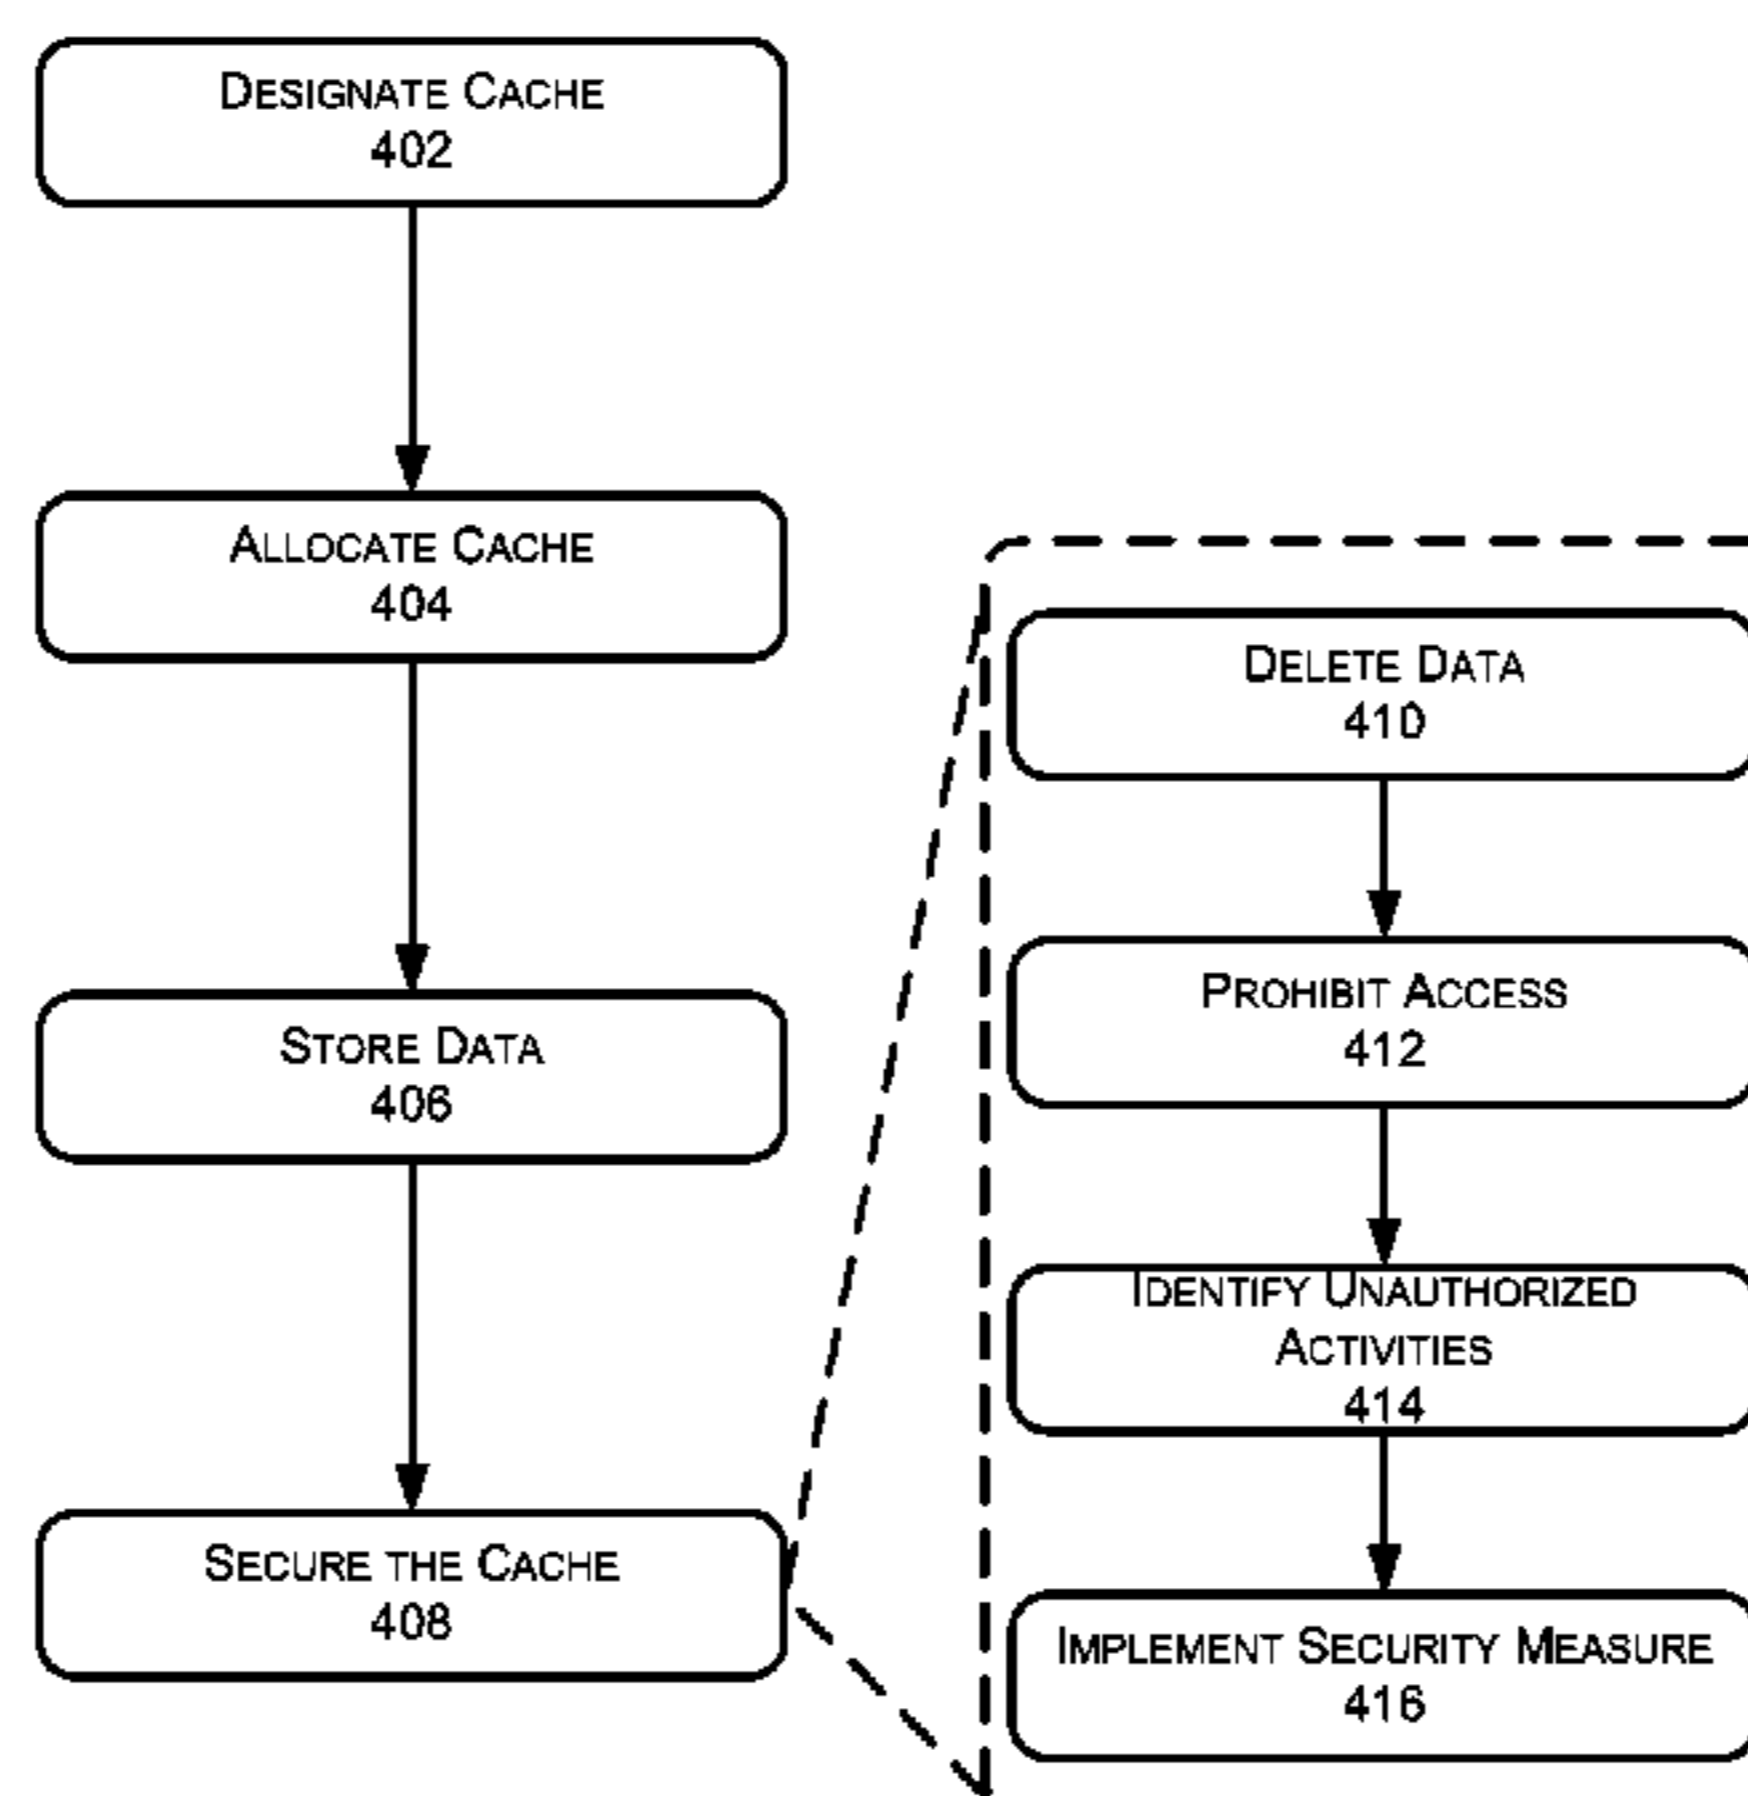 DESIGNATE CACHE
402
ALLOCATE CACHE
404
STORE DATA
406
SECURE THE CACHE
408
DELETE DATA
410
PROHIBIT ACCESS
412
IDENTIFY UNAUTHORIZED
ACTIVITIES
414
IMPLEMENT SECURITY MEASURE
416